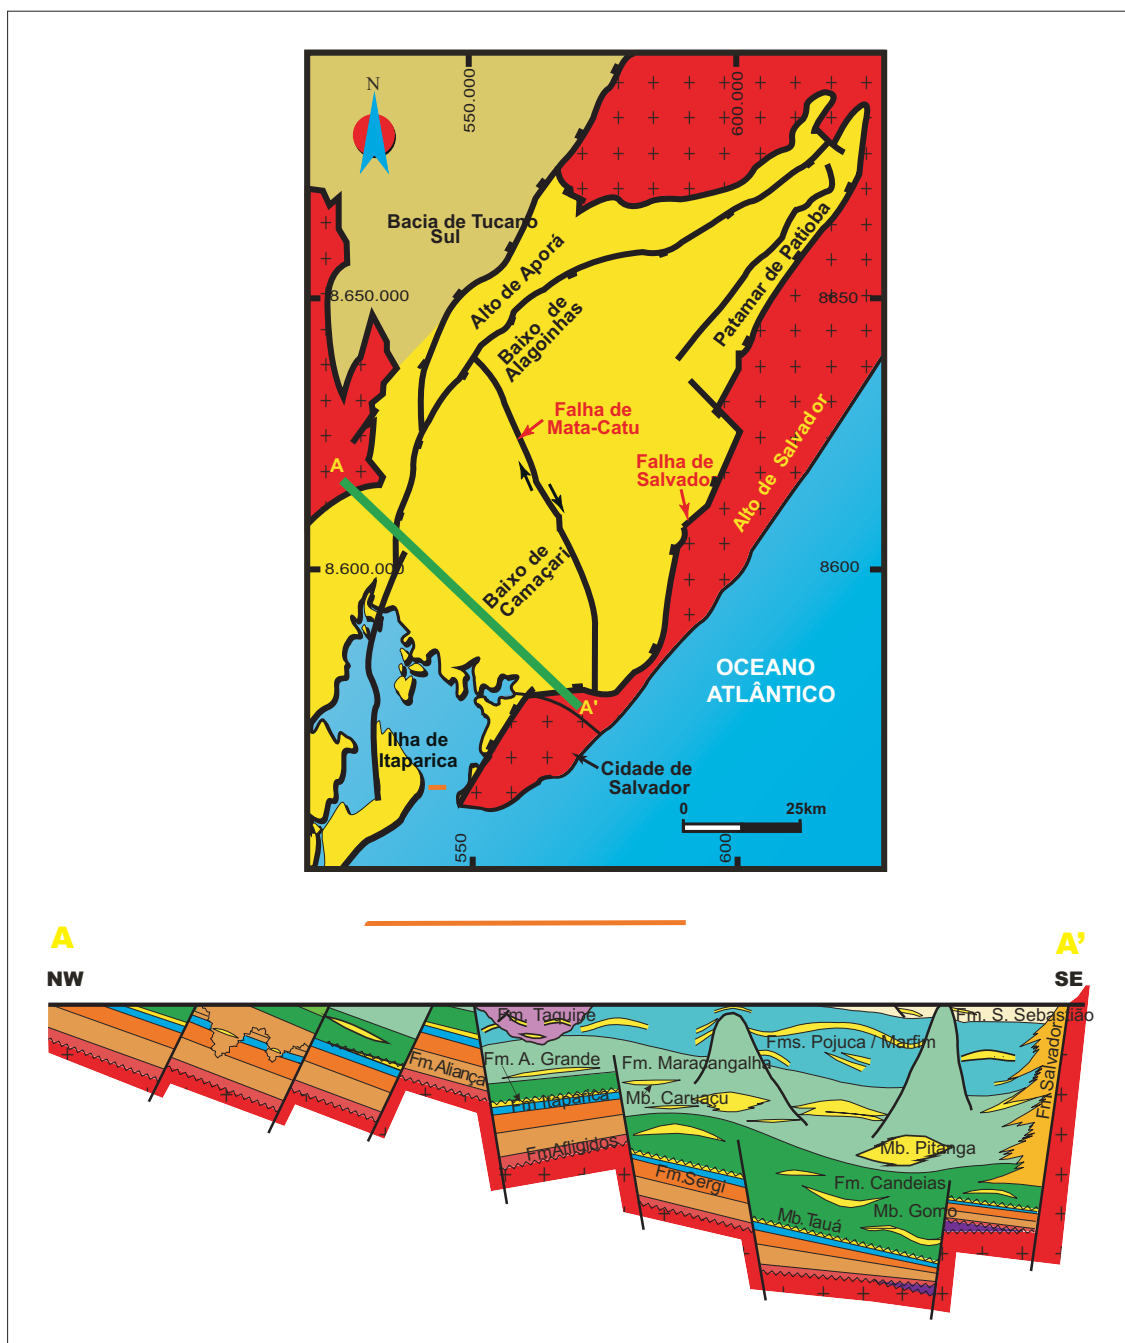 N
550.000
600.000
Bacia de Tucano
Sul
Alto de Aporá
Patamar de Patioba
8.650.000
8650
Baixo de
Alagoinhas
Falha de
Mata-Catu
Falha de
Salvador
Alto de Salvador
A
8.600.000
8600
Baixo de
Camaçari
OCEANO
ATLÂNTICO
A'
Ilha de
Itaparica
Cidade de
Salvador
0 25km
550
600
A A’
NW SE
Fm. Taquipe
Fm. S. Sebastião
Fms. Pojuca / Marfim
Fm. A. Grande
Fm. Maracangalha
Fm. Aliança
Fm. Itaparica
Mb. Caruaçu
Fm. Salvador
Fm Afligidos
Mb. Pitanga
Fm. Sergi
Fm. Candeias
Mb. Gomo
Mb. Tauá